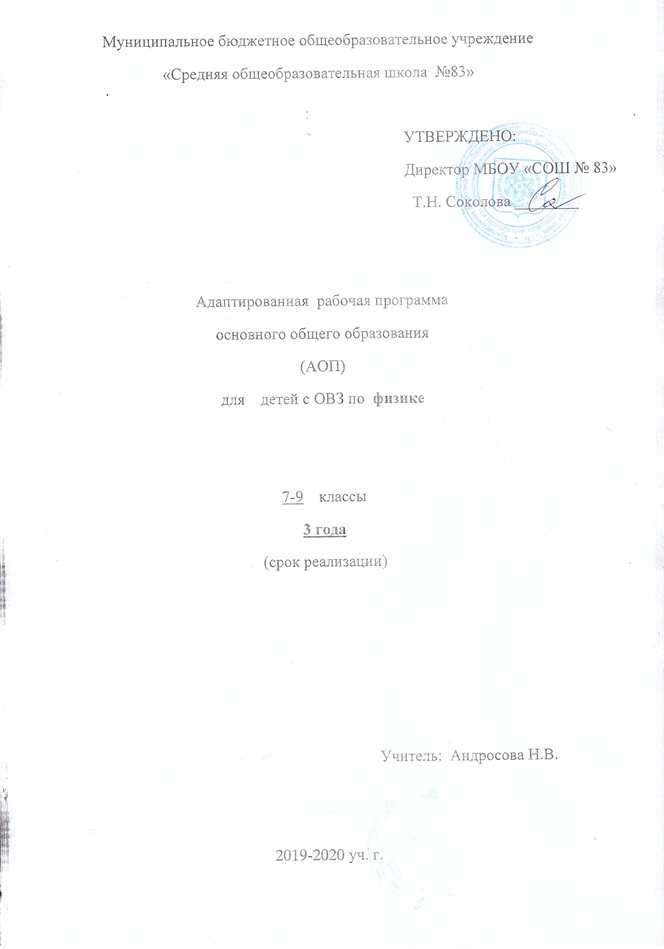 Муниципальное бюджетное общеобразовательное учреждение
«Средняя общеобразовательная школа №83»
УТВЕРЖДЕНО:
Директор МБОУ «СОШ № 83»
Т.Н. Соколова
Адаптированная рабочая программа
основного общего образования
(АОП)
для детей с ОВЗ по физике
7-9 классы
3 года
(срок реализации)
Учитель: Андросова Н.В.
2019-2020 уч. г.